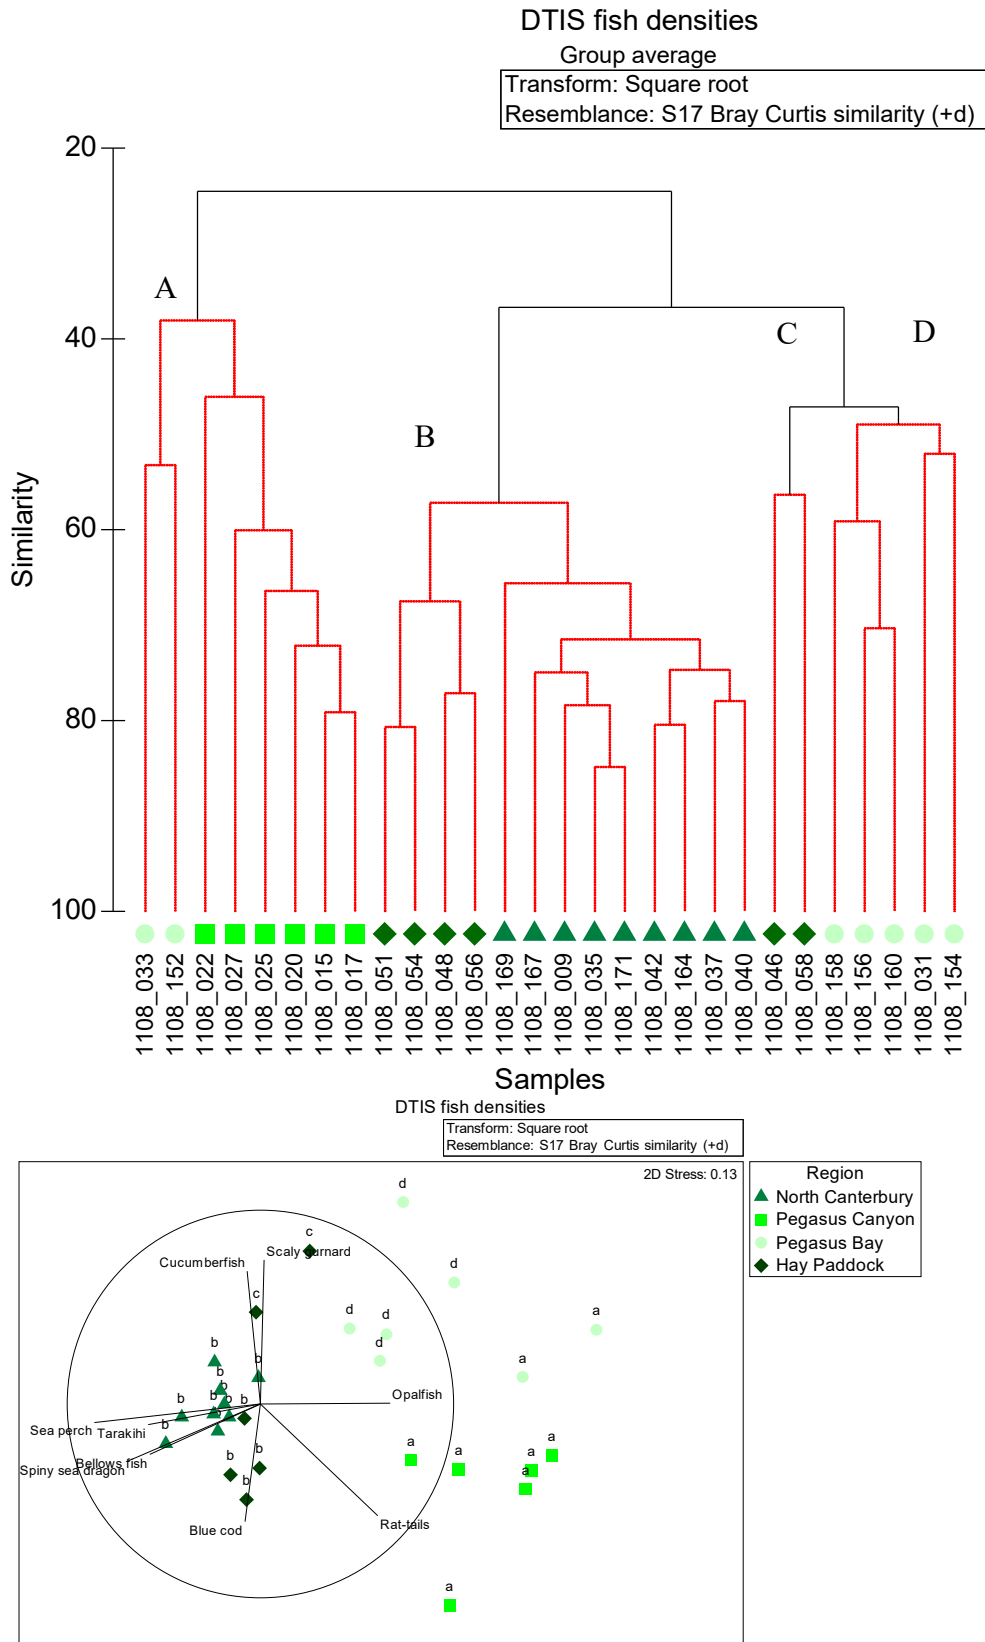 DTIS fish densities
Group average
Transform: Square root
Resemblance: S17 Bray Curtis similarity (+d)
20
40
60
80
100
Similarity
A
B
C
D
1108_033
1108_152
1108_022
1108_027
1108_025
1108_020
1108_015
1108_017
1108_051
1108_054
1108_048
1108_056
1108_169
1108_167
1108_009
1108_035
1108_171
1108_042
1108_164
1108_037
1108_040
1108_046
1108_058
1108_158
1108_156
1108_160
1108_031
1108_154
Samples
DTIS fish densities
Transform: Square root
Resemblance: S17 Bray Curtis similarity (+d)
2D Stress: 0.13
Region
North Canterbury
Pegasus Canyon
Pegasus Bay
Hay Paddock
d
c
Scaly gurnard
Cucumberfish
d
c
d
d
a
d
b
b
a
b
b
Opalfish
b
b
b
b
b
Sea perch
Tarakihi
b
b
a
a
a
a
a
Bellows fish
Spiny sea dragon
b
b
b
Blue cod
Rat-tails
a